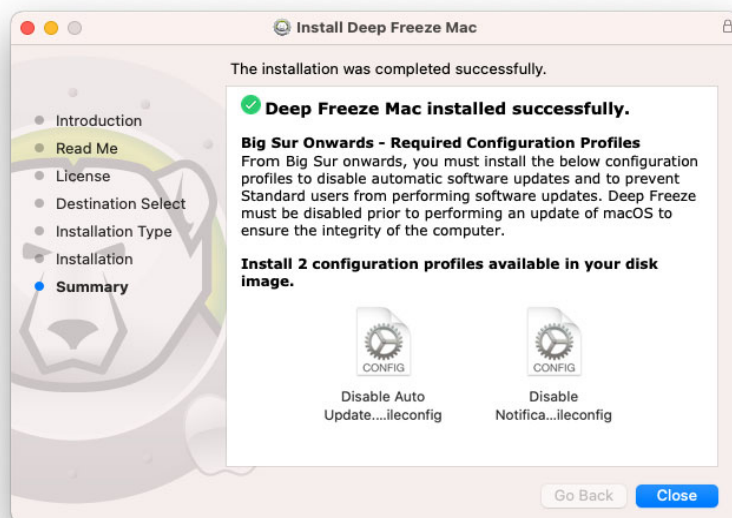 Install Deep Freeze Mac
The installation was completed successfully.
Introduction
Read Me
License
Destination Select
Installation Type
Installation
Summary
Deep Freeze Mac installed successfully.
Big Sur Onwards - Required Configuration Profiles
From Big Sur onwards, you must install the below configuration
profiles to disable automatic software updates and to prevent
Standard users from performing software updates. Deep Freeze
must be disabled prior to performing an update of macOS to
ensure the integrity of the computer.
Install 2 configuration profiles available in your disk
image.
CONFIG
Disable Auto
Update....ileconfig
CONFIG
Disable
Notifica...ileconfig
Go Back
Close